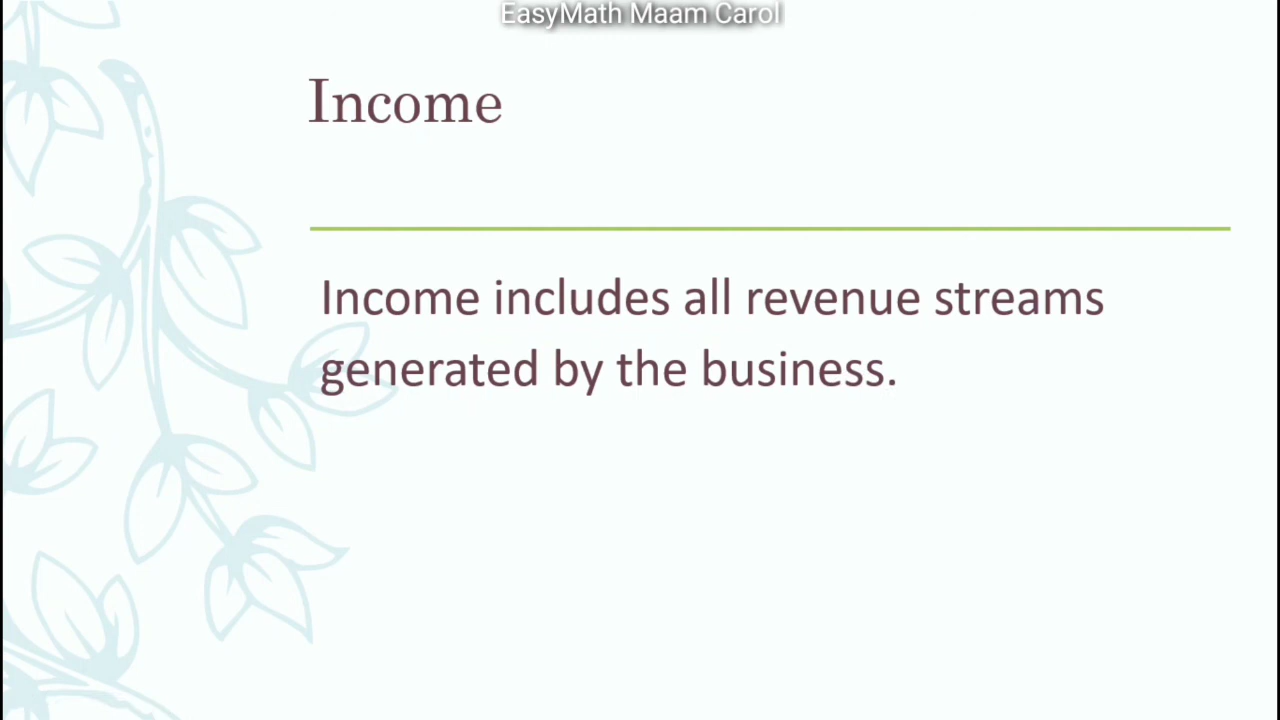 EasyMath Maam Carol
Income
Income includes all revenue streams
generated by the business.